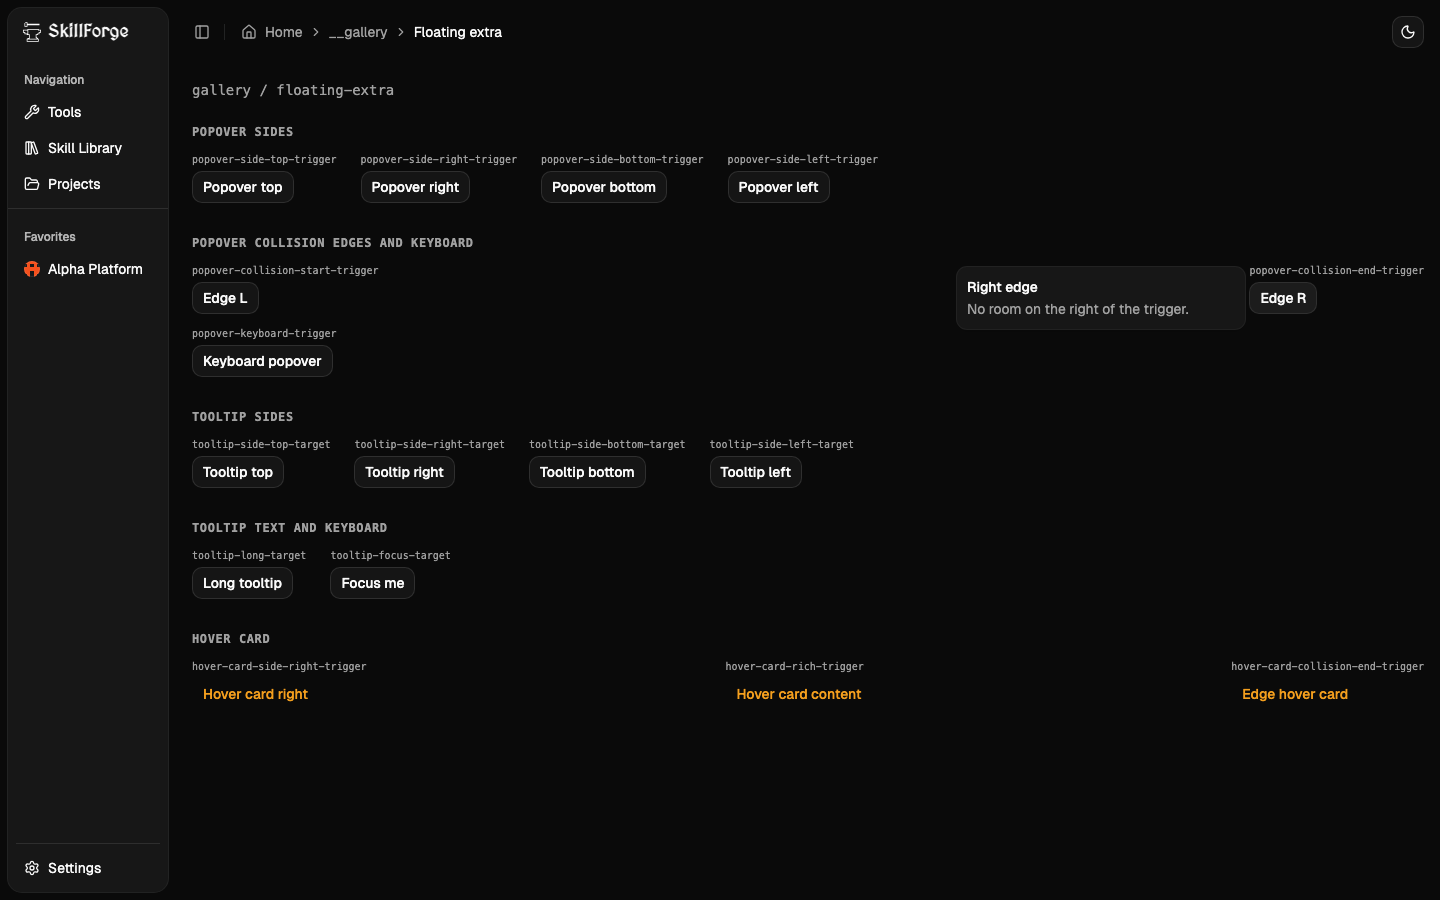 SkillForge
Navigation
Tools
Skill Library
Projects
Favorites
Alpha Platform
Settings
Home > __gallery > Floating extra
gallery / floating-extra
POPOVER SIDES
popover-side-top-trigger popover-side-right-trigger popover-side-bottom-trigger popover-side-left-trigger
Popover top Popover right Popover bottom Popover left
POPOVER COLLISION EDGES AND KEYBOARD
popover-collision-start-trigger popover-collision-end-trigger
Edge L Edge R
Right edge
No room on the right of the trigger.
popover-keyboard-trigger
Keyboard popover
TOOLTIP SIDES
tooltip-side-top-target tooltip-side-right-target tooltip-side-bottom-target tooltip-side-left-target
Tooltip top Tooltip right Tooltip bottom Tooltip left
TOOLTIP TEXT AND KEYBOARD
tooltip-long-target tooltip-focus-target
Long tooltip Focus me
HOVER CARD
hover-card-side-right-trigger hover-card-rich-trigger hover-card-collision-end-trigger
Hover card right Hover card content Edge hover card